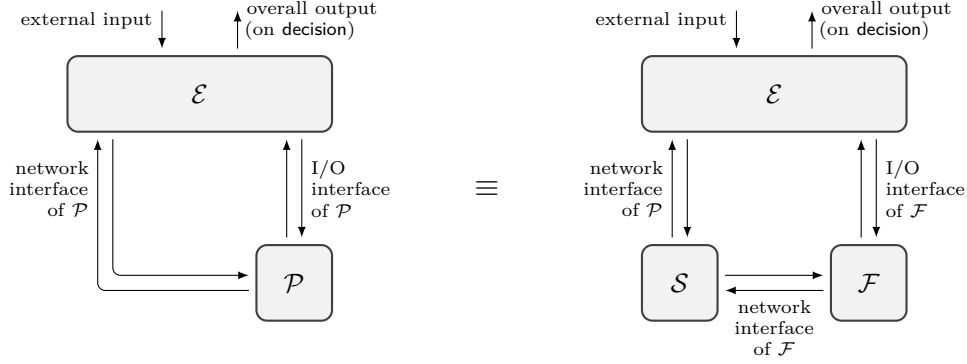 external input
overall output
(on decision)
ℰ
network
interface
of 𝒫
I/O
interface
of 𝒫
𝒫
≡
external input
overall output
(on decision)
ℰ
network
interface
of 𝒫
I/O
interface
of ℱ
𝒮
ℱ
network
interface
of ℱ